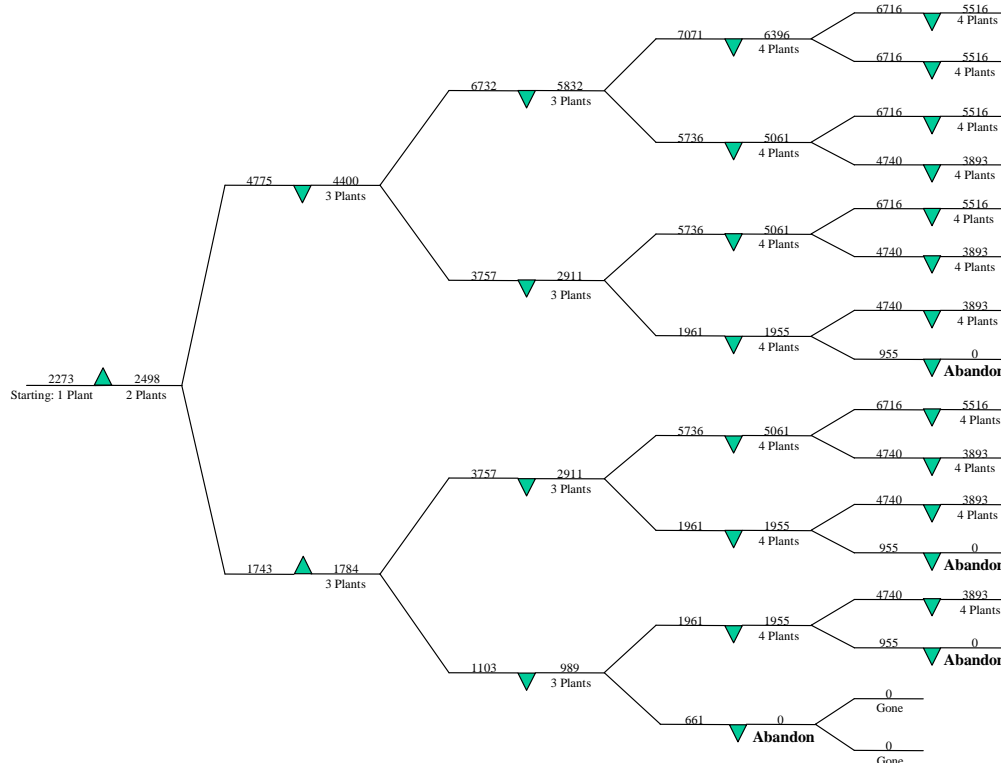 6716 5516
4 Plants
7071 6396
4 Plants
6716 5516
4 Plants
6732 5832
3 Plants
6716 5516
4 Plants
5736 5061
4 Plants
4740 3893
4 Plants
4775 4400
3 Plants
6716 5516
4 Plants
5736 5061
4 Plants
4740 3893
4 Plants
3757 2911
3 Plants
4740 3893
4 Plants
1961 1955
4 Plants
955 0
Abandon
2273 2498
Starting: 1 Plant 2 Plants
6716 5516
4 Plants
5736 5061
4 Plants
4740 3893
4 Plants
3757 2911
3 Plants
4740 3893
4 Plants
1961 1955
4 Plants
955 0
Abandon
1743 1784
3 Plants
4740 3893
4 Plants
1961 1955
4 Plants
955 0
Abandon
1103 989
3 Plants
0
Gone
661 0
Abandon
0
Gone